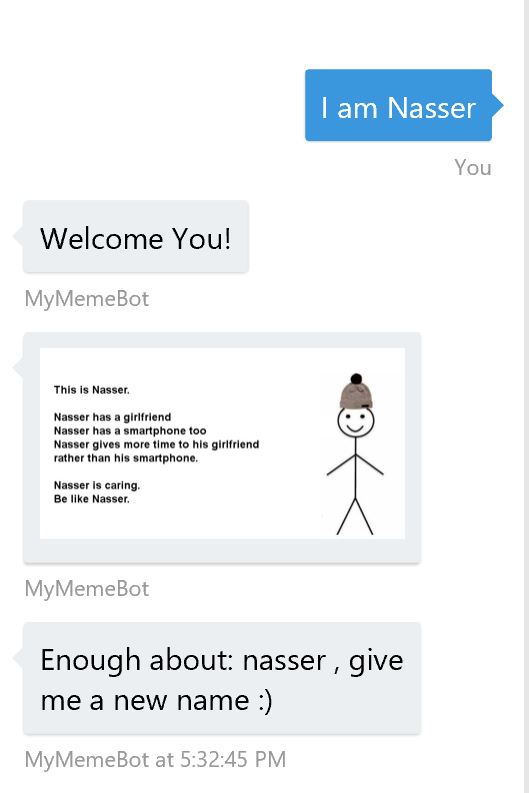 I am Nasser
You
Welcome You!
MyMemeBot
This is Nasser.
Nasser has a girlfriend
Nasser has a smartphone too
Nasser gives more time to his girlfriend
rather than his smartphone.
Nasser is caring.
Be like Nasser.
MyMemeBot
Enough about: nasser , give
me a new name :)
MyMemeBot at 5:32:45 PM